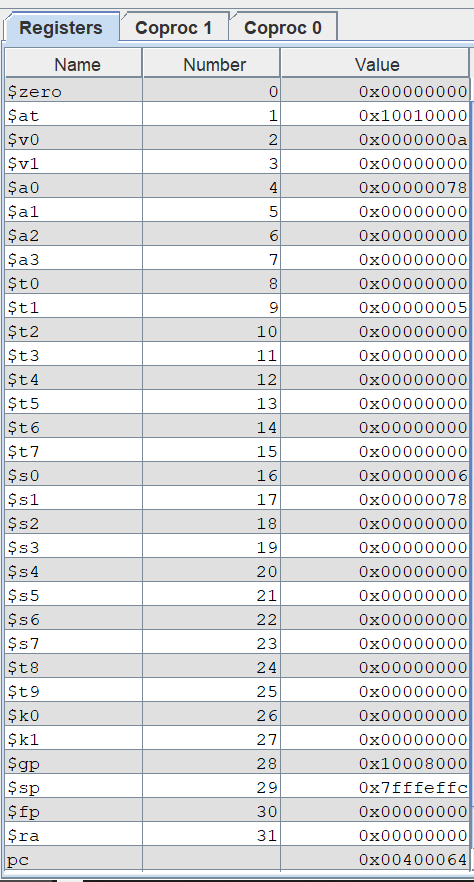 Registers Coproc 1 Coproc 0
Name Number Value
$zero 0 0x00000000
$at 1 0x10010000
$v0 2 0x0000000a
$v1 3 0x00000000
$a0 4 0x00000078
$a1 5 0x00000000
$a2 6 0x00000000
$a3 7 0x00000000
$t0 8 0x00000000
$t1 9 0x00000005
$t2 10 0x00000000
$t3 11 0x00000000
$t4 12 0x00000000
$t5 13 0x00000000
$t6 14 0x00000000
$t7 15 0x00000000
$s0 16 0x00000006
$s1 17 0x00000078
$s2 18 0x00000000
$s3 19 0x00000000
$s4 20 0x00000000
$s5 21 0x00000000
$s6 22 0x00000000
$s7 23 0x00000000
$t8 24 0x00000000
$t9 25 0x00000000
$k0 26 0x00000000
$k1 27 0x00000000
$gp 28 0x10008000
$sp 29 0x7fffeffc
$fp 30 0x00000000
$ra 31 0x00000000
pc 0x00400064